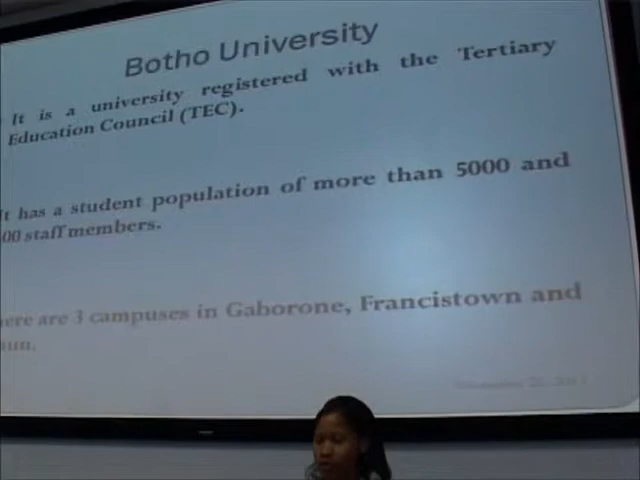 Botho University
It is a university registered with the Tertiary
Education Council (TEC).
It has a student population of more than 5000 and
00 staff members.
ere are 3 campuses in Gaborone, Francistown and
un.